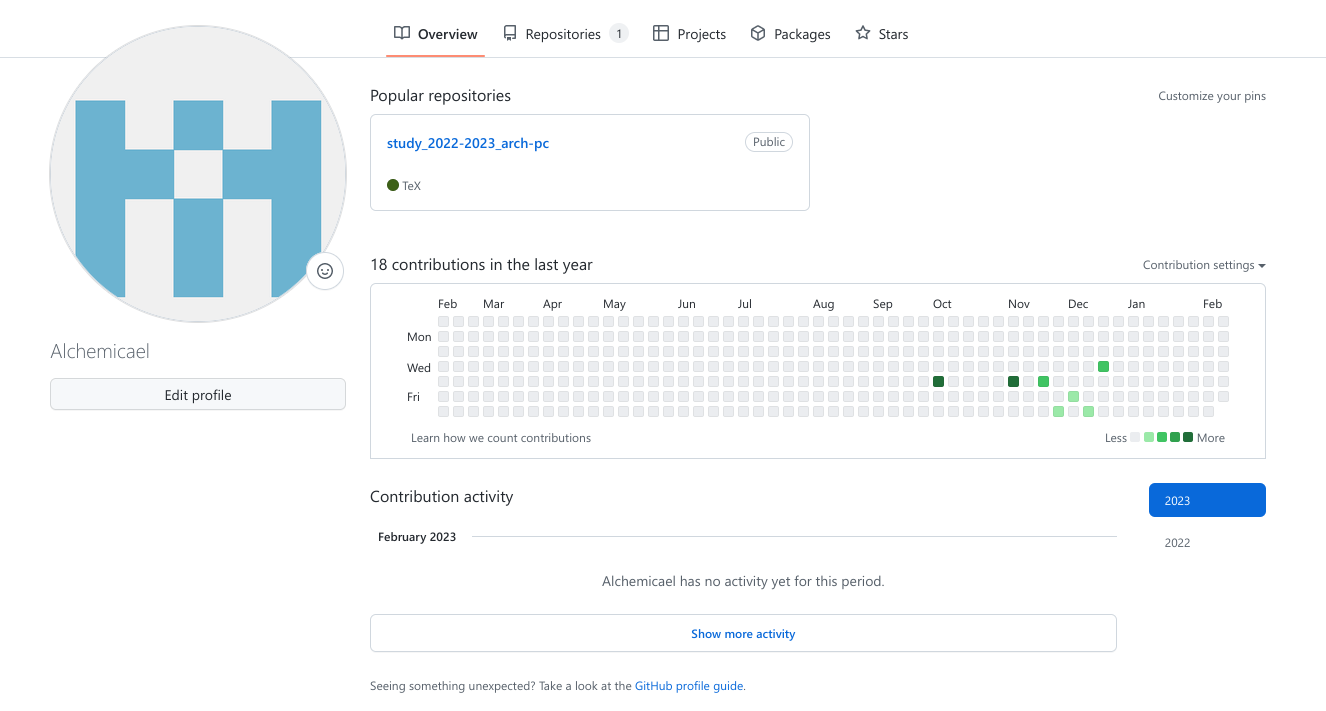 Overview Repositories 1 Projects Packages Stars
Popular repositories Customize your pins
study_2022-2023_arch-pc Public
TeX
18 contributions in the last year Contribution settings
Feb Mar Apr May Jun Jul Aug Sep Oct Nov Dec Jan Feb
Mon
Wed
Fri
Learn how we count contributions Less More
Alchemicael
Edit profile
Contribution activity 2023
2022
February 2023
Alchemicael has no activity yet for this period.
Show more activity
Seeing something unexpected? Take a look at the GitHub profile guide.